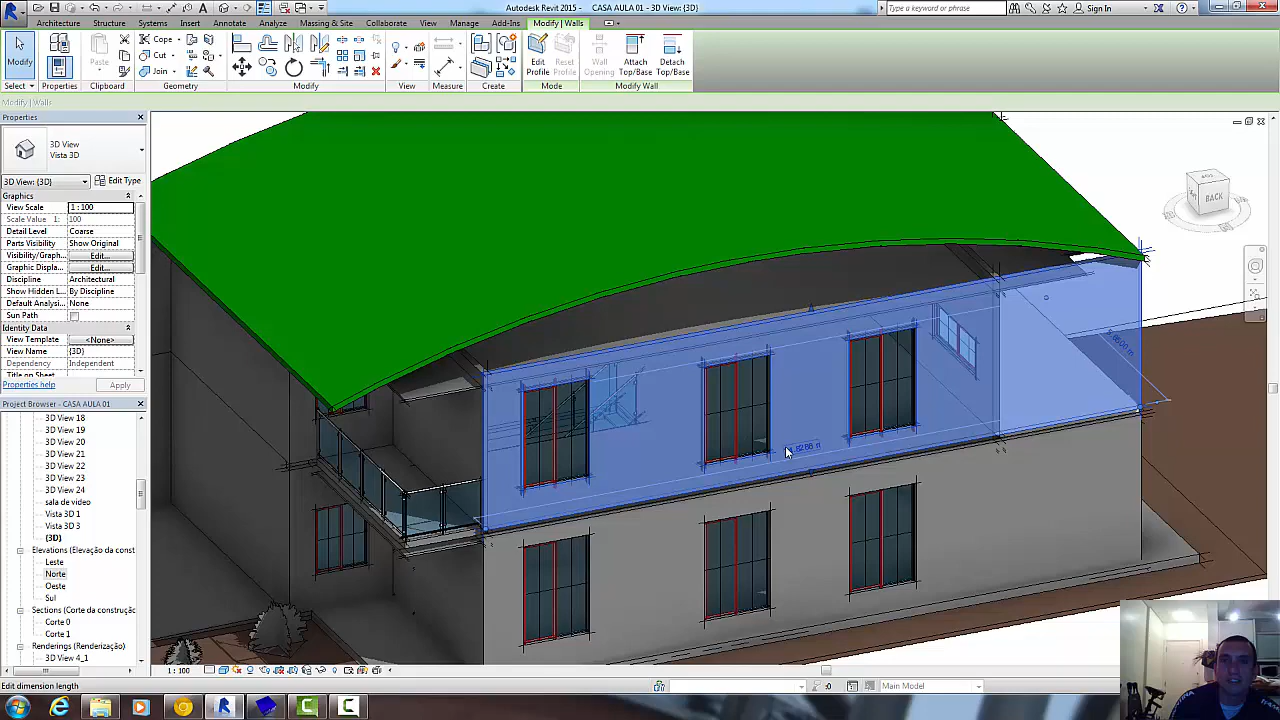 Autodesk Revit 2015 - CASA AULA 01 - 3D View: {3D}
Type a keyword or phrase
Sign In
Architecture Structure Systems Insert Annotate Analyze Massing & Site Collaborate View Manage Add-Ins Modify | Walls
Modify
Paste
Cope
Cut
Join
Edit Profile
Reset Profile
Wall Opening
Attach Top/Base
Detach Top/Base
Select Properties Clipboard Geometry Modify View Measure Create Mode Modify Wall
Modify | Walls
Properties
3D View
Vista 3D
3D View: {3D}
Edit Type
Graphics
View Scale 1 : 100
Scale Value 1: 100
Detail Level Coarse
Parts Visibility Show Original
Visibility/Graph... Edit...
Graphic Displa... Edit...
Discipline Architectural
Show Hidden L... By Discipline
Default Analysi... None
Sun Path
Identity Data
View Template <None>
View Name {3D}
Dependency Independent
Title on Sheet
Properties help
Apply
Project Browser - CASA AULA 01
3D View 18
3D View 19
3D View 20
3D View 21
3D View 22
3D View 23
3D View 24
sala de video
Vista 3D 1
Vista 3D 3
{3D}
Elevations (Elevação da const
Leste
Norte
Oeste
Sul
Sections (Corte da construção
Corte 0
Corte 1
Renderings (Renderização)
3D View 4_1
BACK
1 : 100
Edit dimension length
:0
Main Model